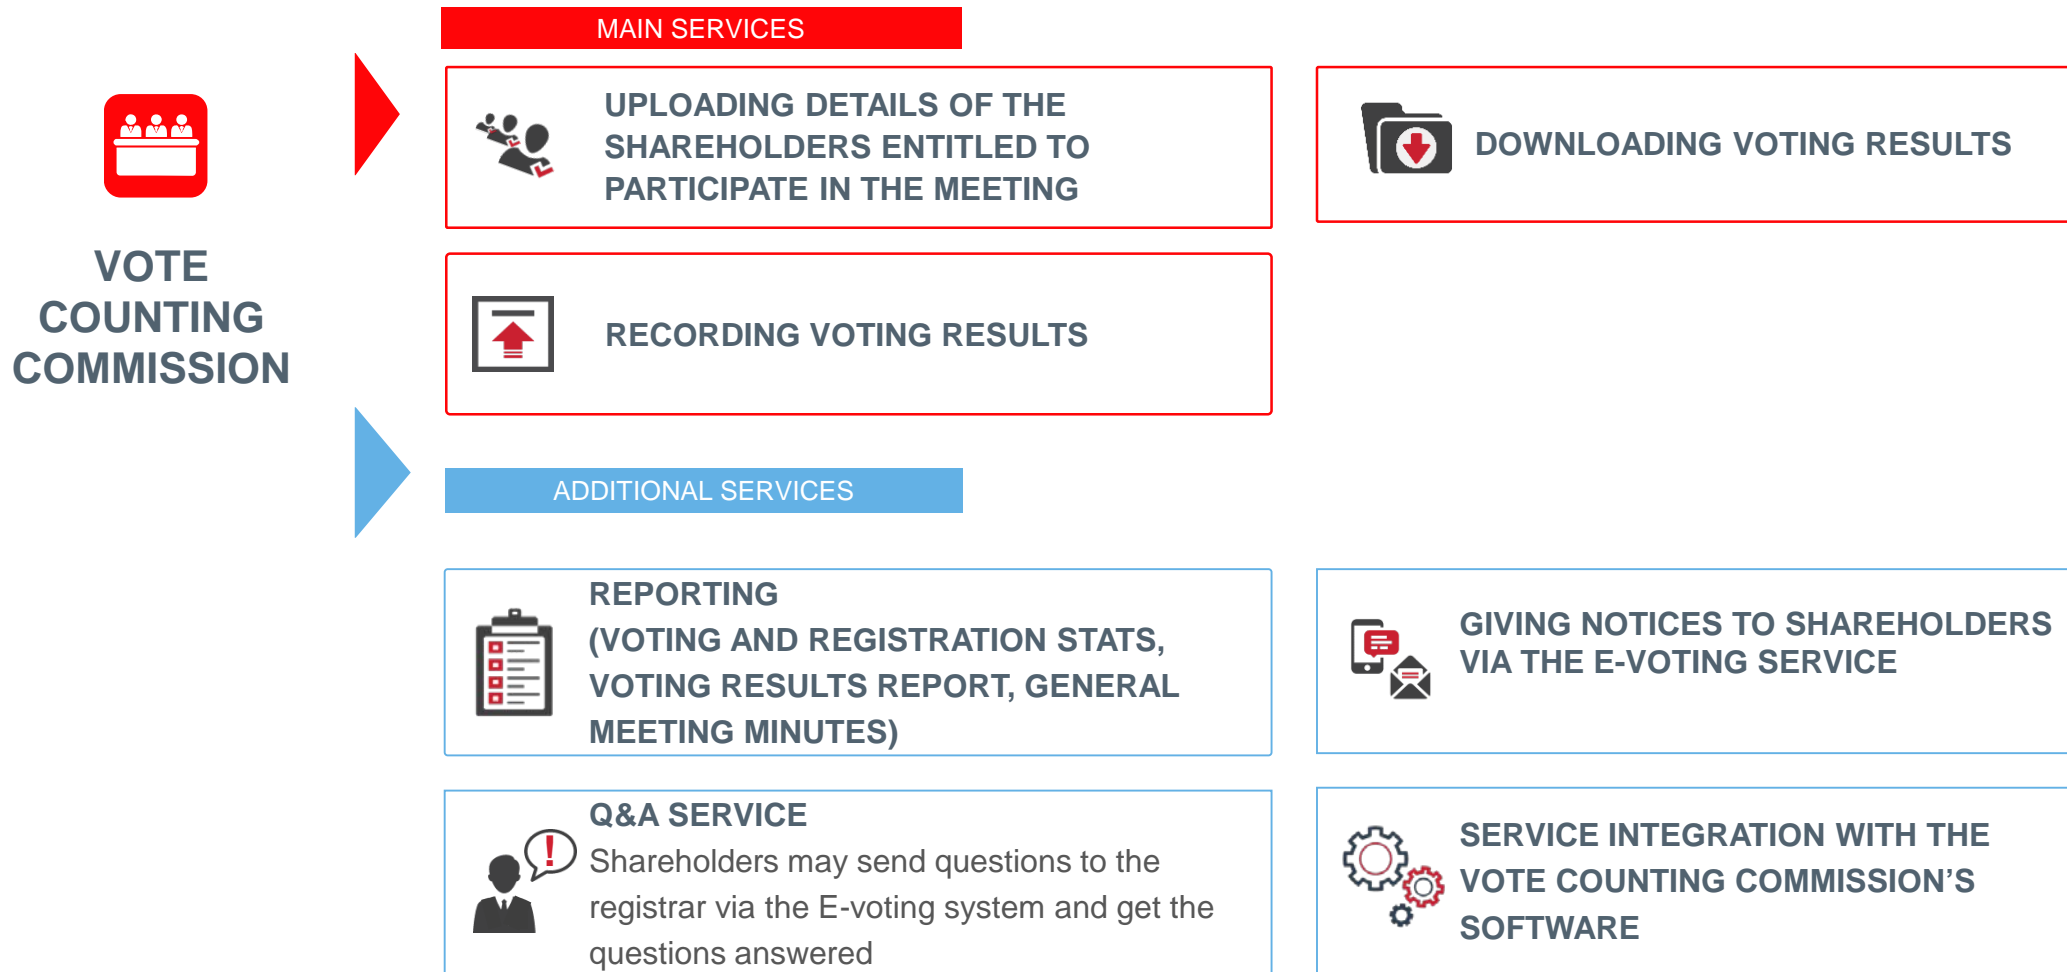 VOTE
COUNTING
COMMISSION
MAIN SERVICES
UPLOADING DETAILS OF THE
SHAREHOLDERS ENTITLED TO
PARTICIPATE IN THE MEETING
DOWNLOADING VOTING RESULTS
RECORDING VOTING RESULTS
ADDITIONAL SERVICES
REPORTING
(VOTING AND REGISTRATION STATS,
VOTING RESULTS REPORT, GENERAL
MEETING MINUTES)
GIVING NOTICES TO SHAREHOLDERS
VIA THE E-VOTING SERVICE
Q&A SERVICE
Shareholders may send questions to the
registrar via the E-voting system and get the
questions answered
SERVICE INTEGRATION WITH THE
VOTE COUNTING COMMISSION’S
SOFTWARE